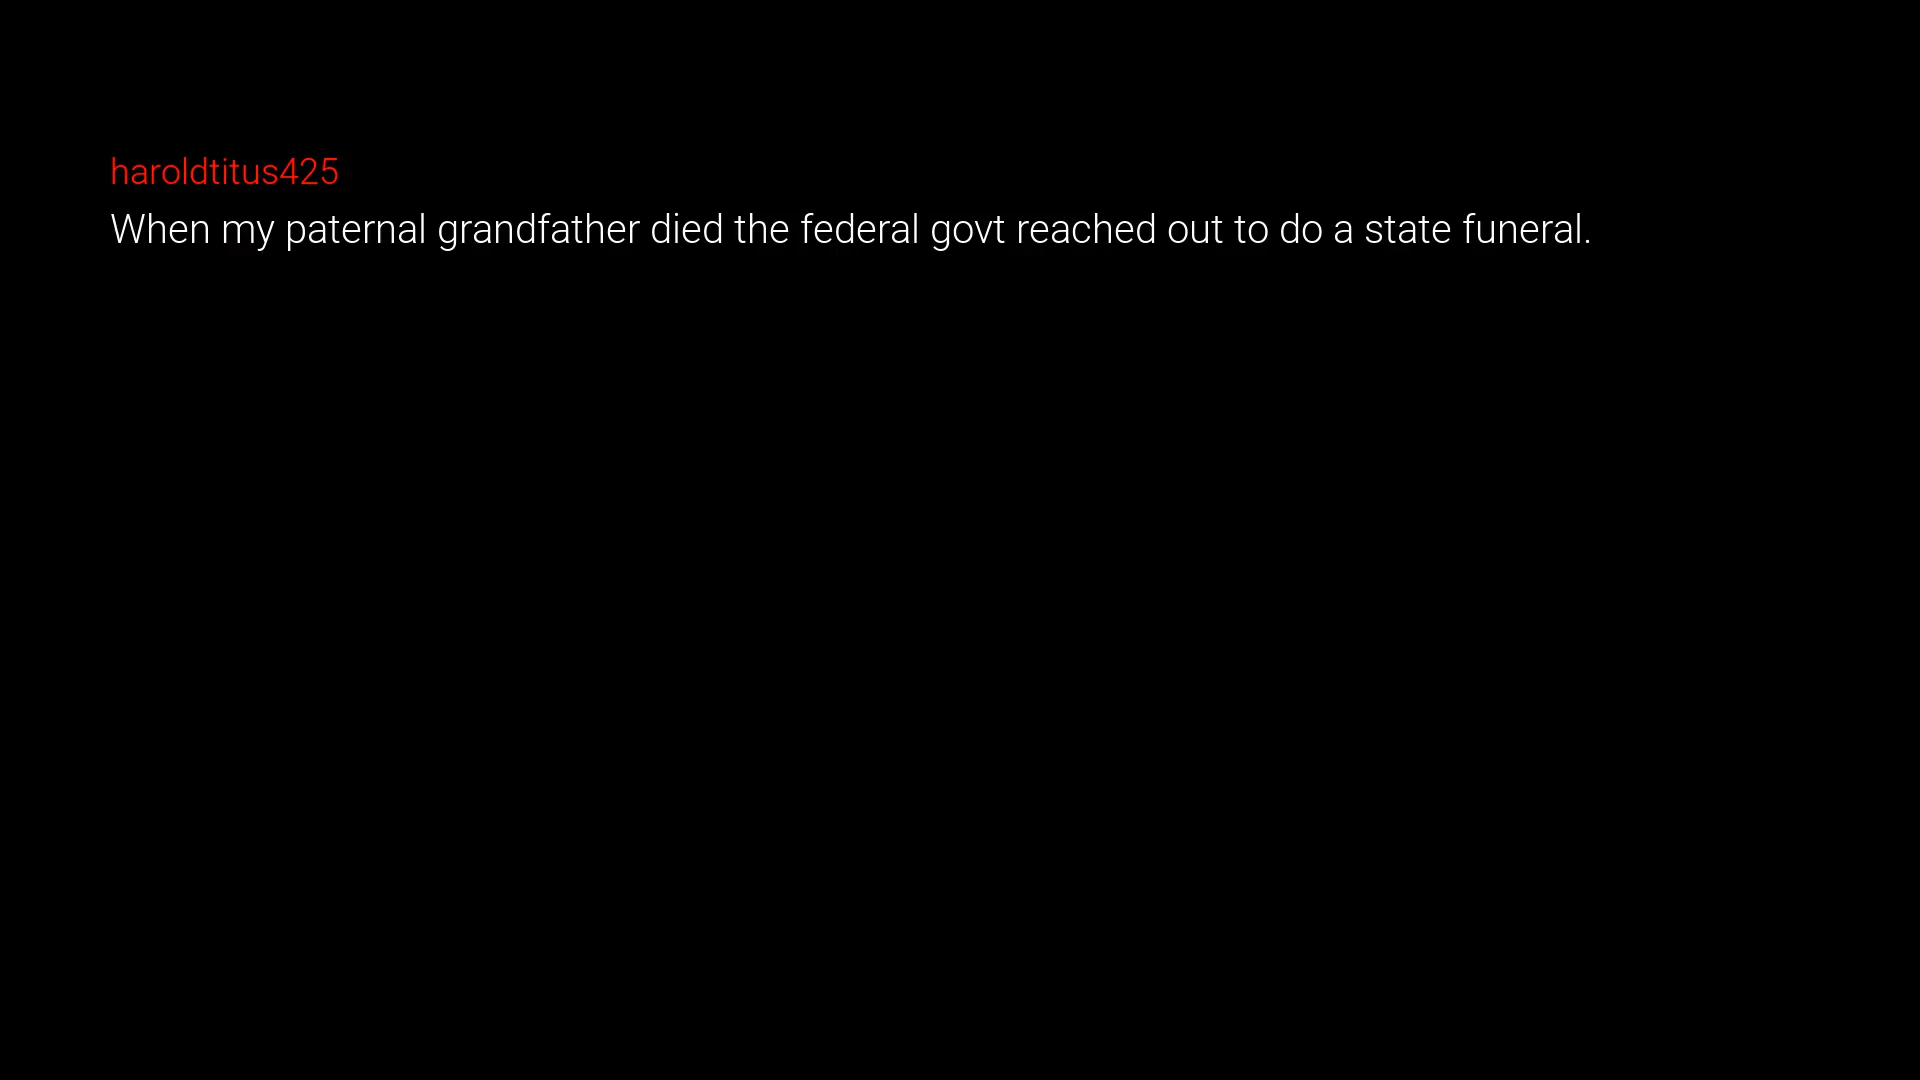 haroldtitus425
When my paternal grandfather died the federal govt reached out to do a state funeral.